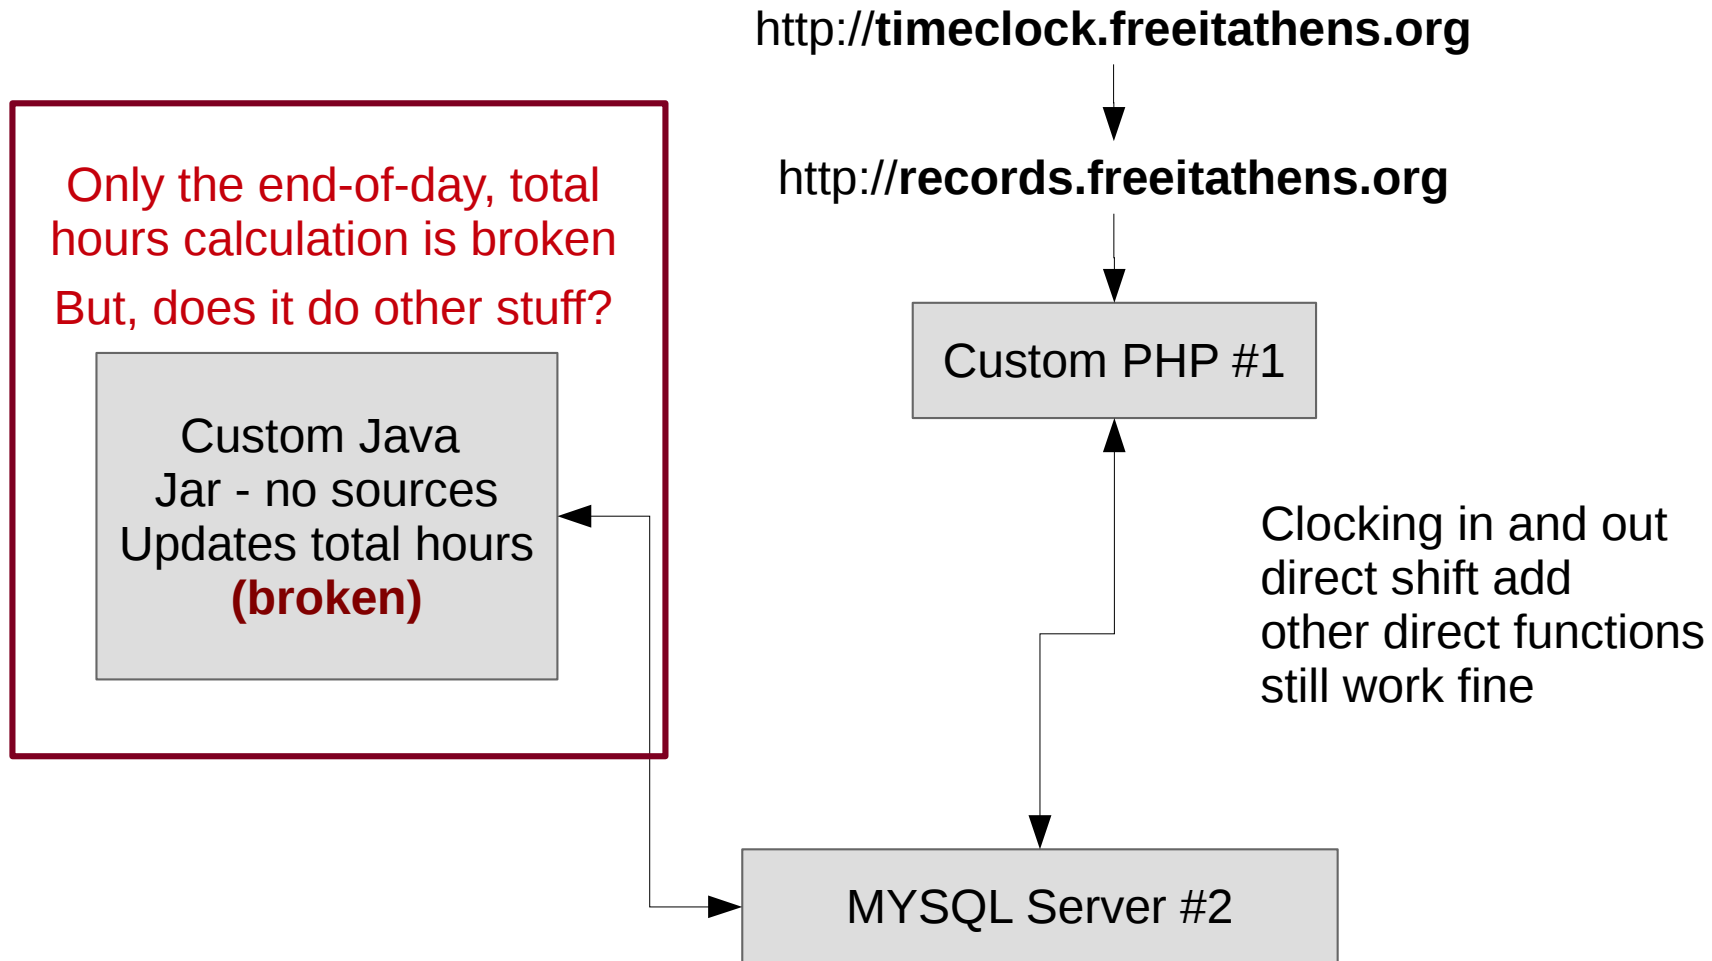 http://timeclock.freeitathens.org
http://records.freeitathens.org
Only the end-of-day, total
hours calculation is broken
But, does it do other stuff?
Custom Java
Jar - no sources
Updates total hours
(broken)
Custom PHP #1
Clocking in and out
direct shift add
other direct functions
still work fine
MYSQL Server #2